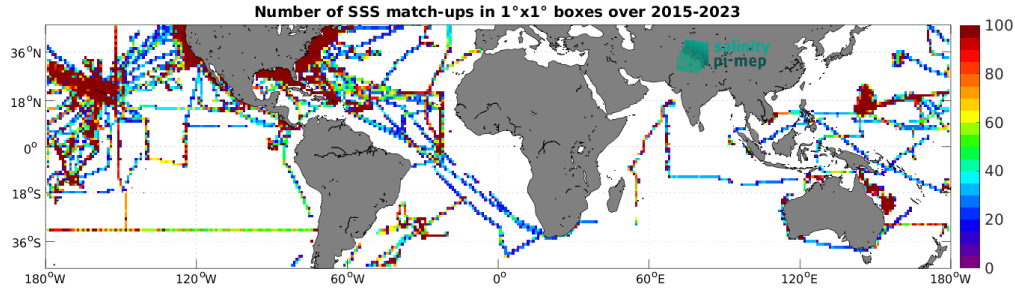 Number of SSS match-ups in 1°x1° boxes over 2015-2023
salinity
pi-mep
36°N
18°N
0°
18°S
36°S
180°W
120°W
60°W
0°
60°E
120°E
180°W
100
80
60
40
20
0